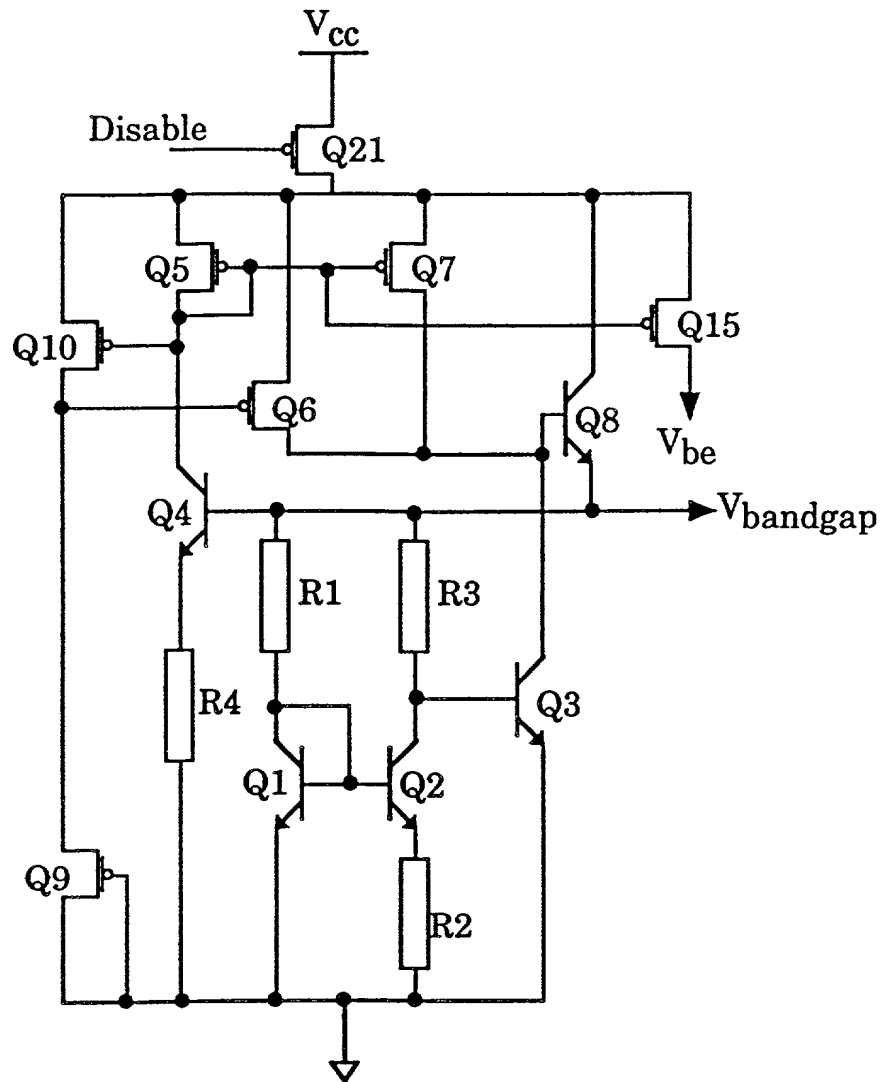 Vcc
Disable
Q21
Q5
Q7
Q10
Q15
Q6
Q8
Vbe
Q4
Vbandgap
R1
R3
R4
Q3
Q1
Q2
Q9
R2